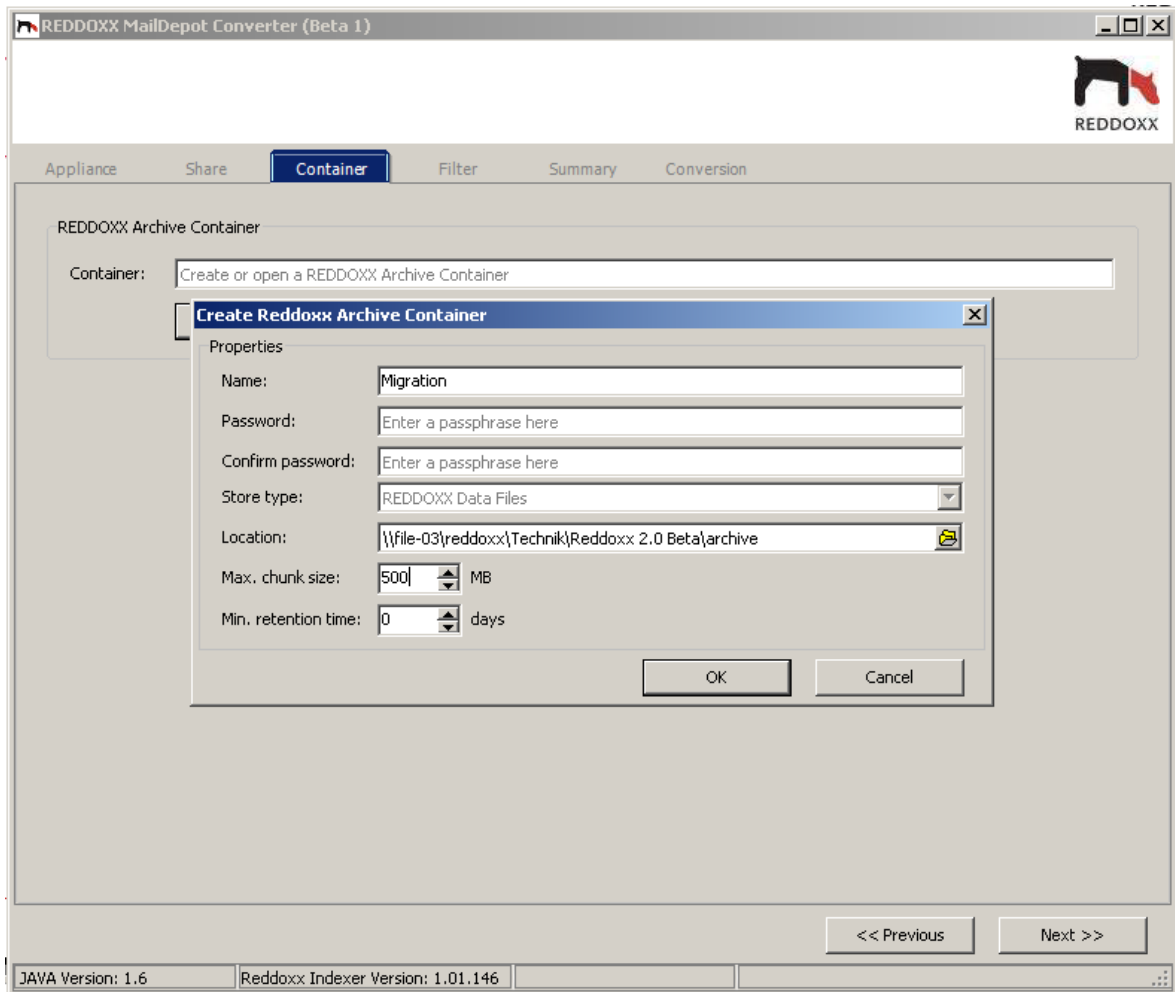 REDDOXX MailDepot Converter (Beta 1)
REDDOXX
Appliance Share Container Filter Summary Conversion
REDDOXX Archive Container
Container: Create or open a REDDOXX Archive Container
Create Reddoxx Archive Container
Properties
Name: Migration
Password: Enter a passphrase here
Confirm password: Enter a passphrase here
Store type: REDDOXX Data Files
Location: \\file-03\reddoxx\Technik\Reddoxx 2.0 Beta\archive
Max. chunk size: 500 MB
Min. retention time: 0 days
OK Cancel
<< Previous Next >>
JAVA Version: 1.6 Reddoxx Indexer Version: 1.01.146